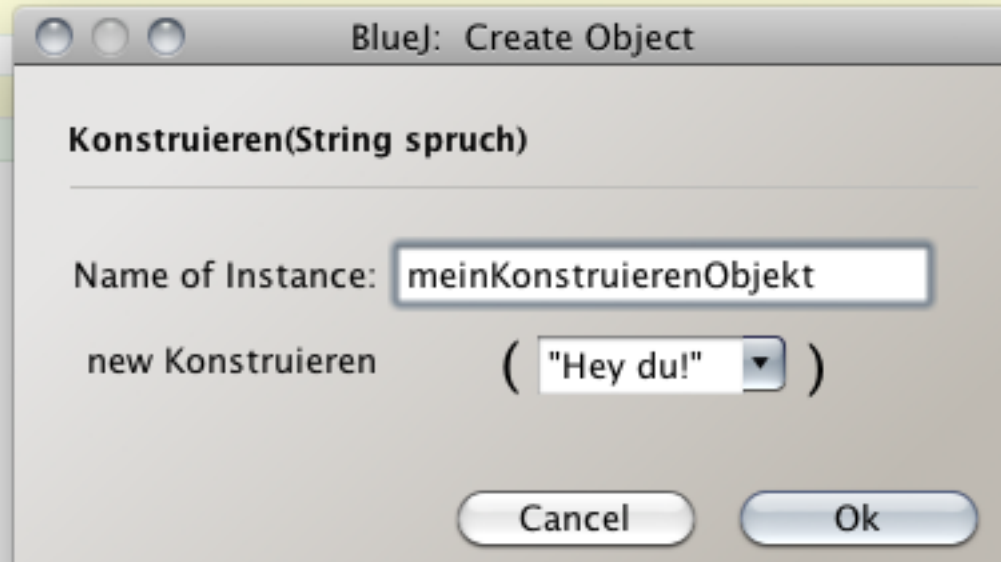 BlueJ: Create Object
Konstruieren(String spruch)
Name of Instance: meinKonstruierenObjekt
new Konstruieren ( "Hey du!" )
Cancel Ok